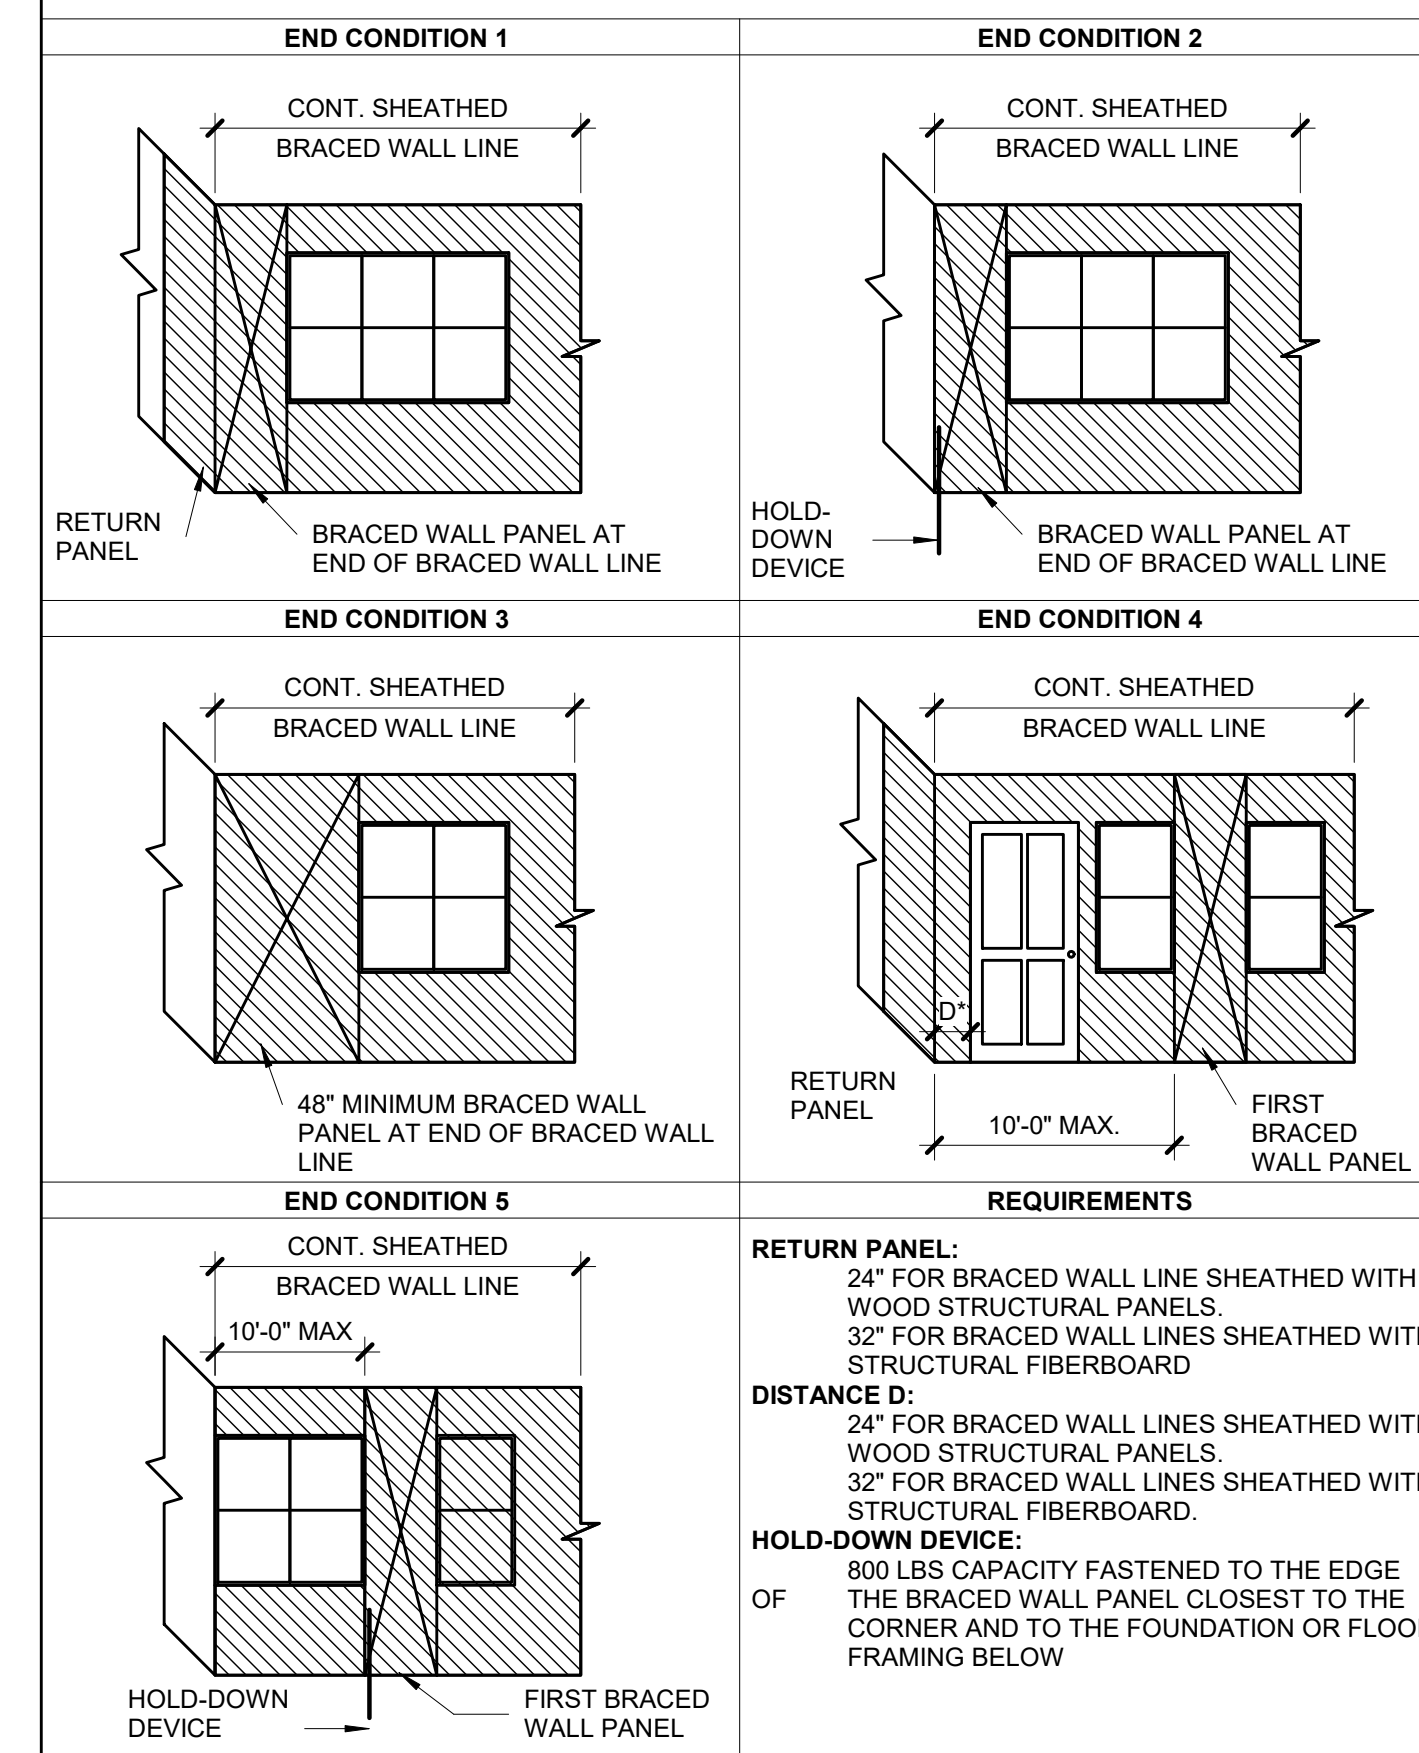 END CONDITION 1
CONT. SHEATHED
BRACED WALL LINE
RETURN
PANEL
BRACED WALL PANEL AT
END OF BRACED WALL LINE
END CONDITION 2
CONT. SHEATHED
BRACED WALL LINE
HOLD-
DOWN
DEVICE
BRACED WALL PANEL AT
END OF BRACED WALL LINE
END CONDITION 3
CONT. SHEATHED
BRACED WALL LINE
48" MINIMUM BRACED WALL
PANEL AT END OF BRACED WALL
LINE
END CONDITION 4
CONT. SHEATHED
BRACED WALL LINE
D*
RETURN
PANEL
10'-0" MAX.
FIRST
BRACED
WALL PANEL
END CONDITION 5
CONT. SHEATHED
BRACED WALL LINE
10'-0" MAX
HOLD-DOWN
DEVICE
FIRST BRACED
WALL PANEL
REQUIREMENTS
RETURN PANEL:
24" FOR BRACED WALL LINE SHEATHED WITH
WOOD STRUCTURAL PANELS.
32" FOR BRACED WALL LINES SHEATHED WITH
STRUCTURAL FIBERBOARD
DISTANCE D:
24" FOR BRACED WALL LINES SHEATHED WITH
WOOD STRUCTURAL PANELS.
32" FOR BRACED WALL LINES SHEATHED WITH
STRUCTURAL FIBERBOARD.
HOLD-DOWN DEVICE:
800 LBS CAPACITY FASTENED TO THE EDGE
OF THE BRACED WALL PANEL CLOSEST TO THE
CORNER AND TO THE FOUNDATION OR FLOO
FRAMING BELOW